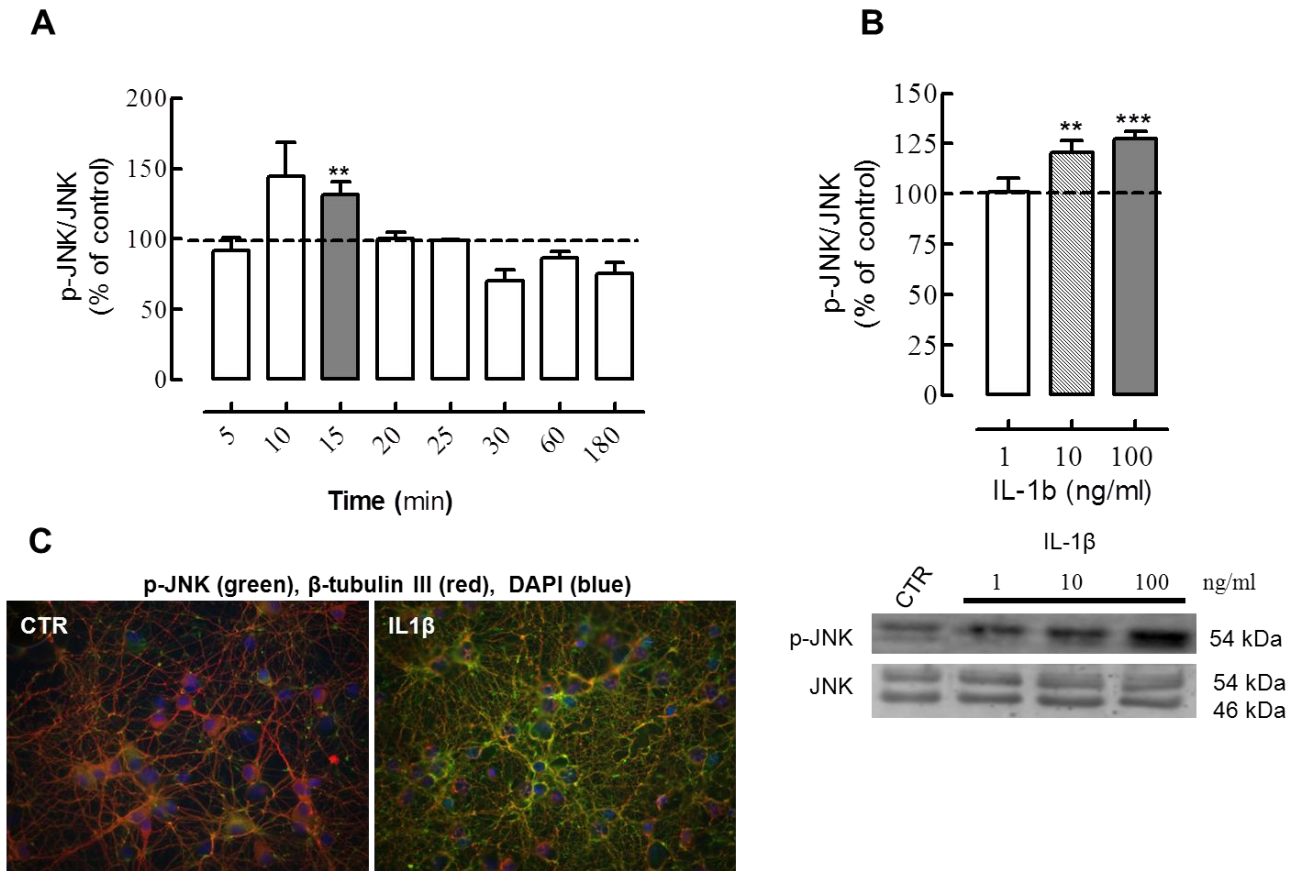 A
200
150
100
50
0
p-JNK/JNK
(% of control)
**
5 10 15 20 25 30 60 180
Time (min)
B
150
125
100
75
50
25
0
p-JNK/JNK
(% of control)
** ***
1 10 100
IL-1b (ng/ml)
C
p-JNK (green), β-tubulin III (red), DAPI (blue)
CTR
IL1β
IL-1β
CTR 1 10 100 ng/ml
p-JNK 54 kDa
JNK 54 kDa
46 kDa